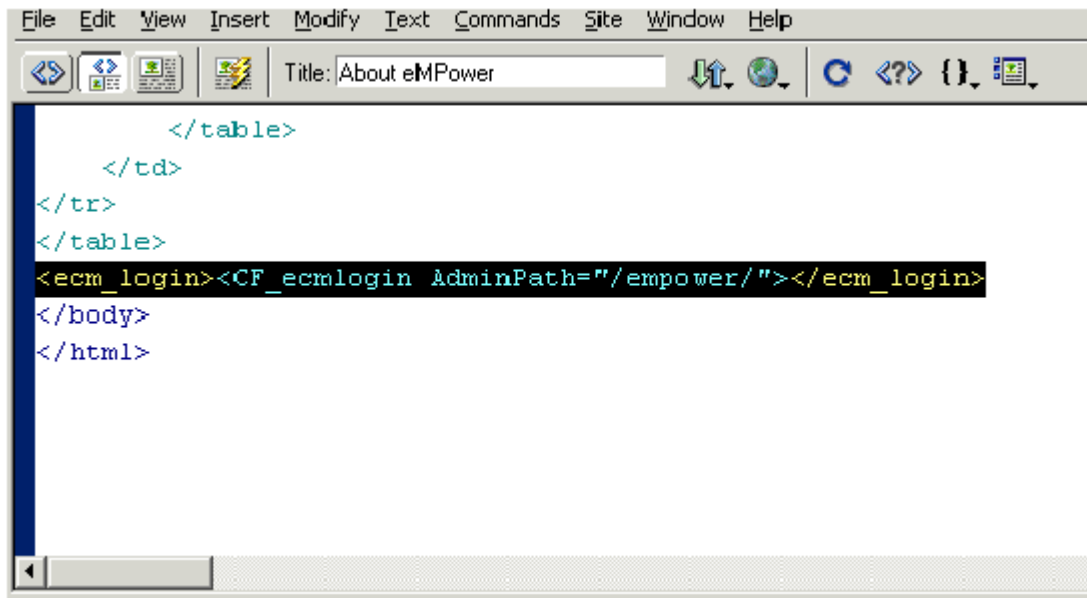 File Edit View Insert Modify Text Commands Site Window Help
Title: About eMPower
</table>
</td>
</tr>
</table>
<ecm_login><CF_ecmlogin AdminPath="/empower/"></ecm_login>
</body>
</html>